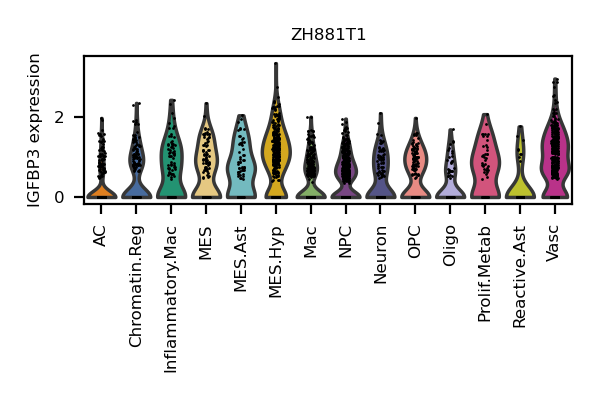 ZH881T1
IGFBP3 expression
2
0
AC
Chromatin.Reg
Inflammatory.Mac
MES
MES.Ast
MES.Hyp
Mac
NPC
Neuron
OPC
Oligo
Prolif.Metab
Reactive.Ast
Vasc